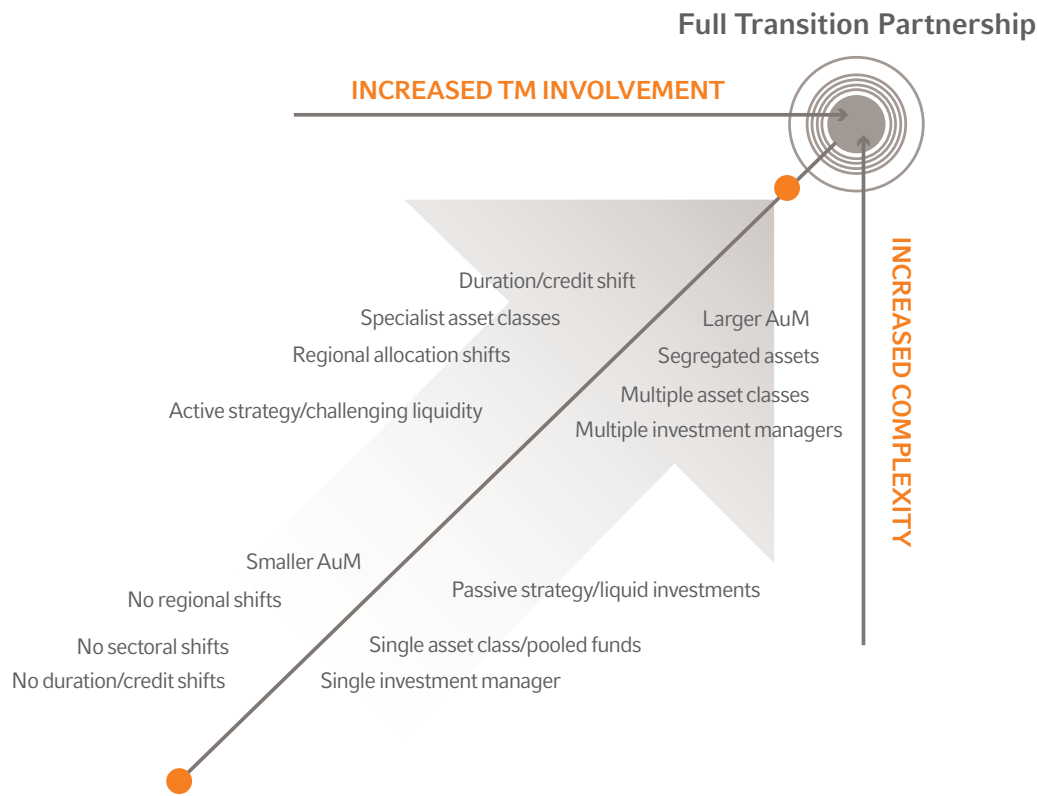 Full Transition Partnership
INCREASED TM INVOLVEMENT
INCREASED COMPLEXITY
Duration/credit shift
Specialist asset classes
Regional allocation shifts
Active strategy/challenging liquidity
Larger AuM
Segregated assets
Multiple asset classes
Multiple investment managers
Smaller AuM
No regional shifts
No sectoral shifts
No duration/credit shifts
Passive strategy/liquid investments
Single asset class/pooled funds
Single investment manager